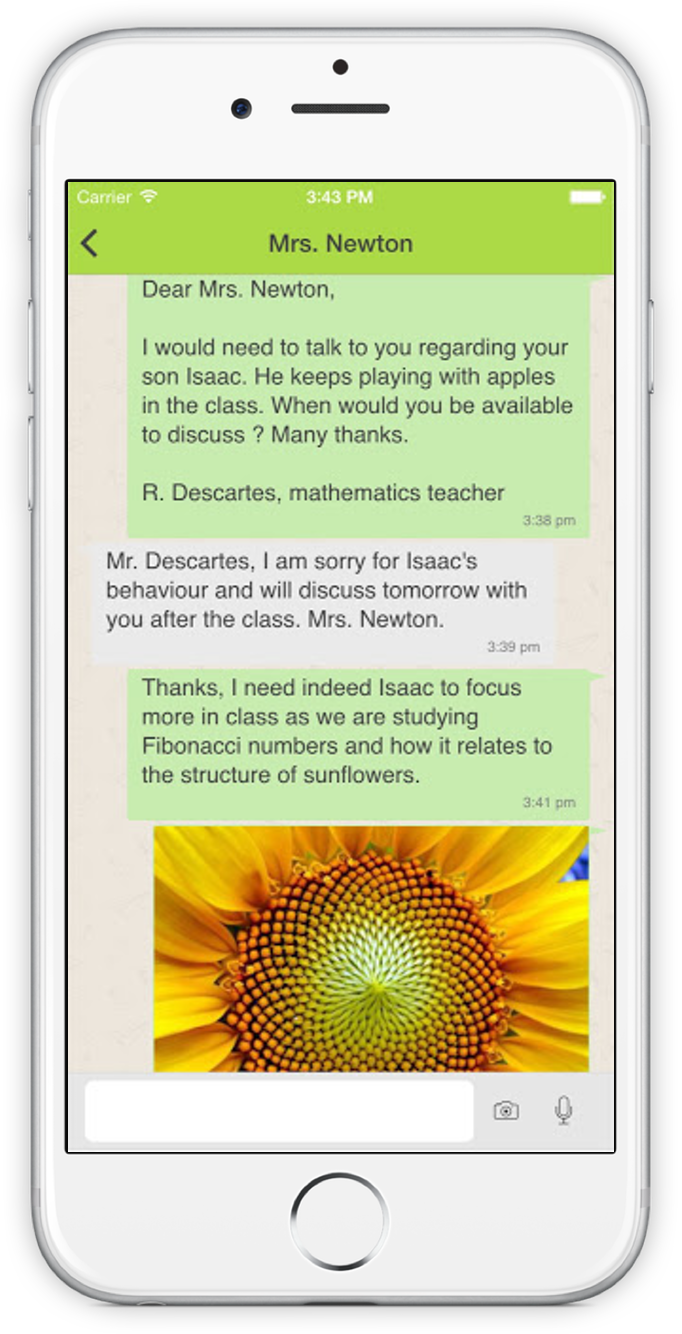 Carrier 3:43 PM
Mrs. Newton
Dear Mrs. Newton,
I would need to talk to you regarding your
son Isaac. He keeps playing with apples
in the class. When would you be available
to discuss ? Many thanks.
R. Descartes, mathematics teacher
3:38 pm
Mr. Descartes, I am sorry for Isaac's
behaviour and will discuss tomorrow with
you after the class. Mrs. Newton.
3:39 pm
Thanks, I need indeed Isaac to focus
more in class as we are studying
Fibonacci numbers and how it relates to
the structure of sunflowers.
3:41 pm